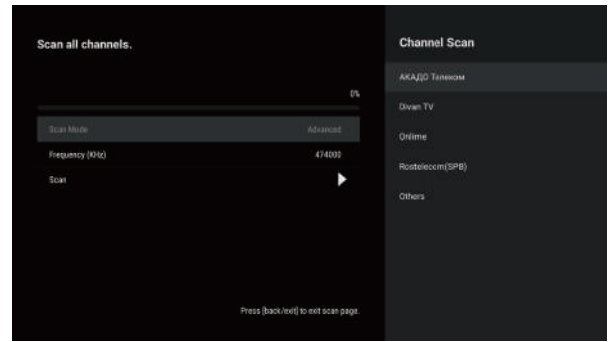 Scan all channels.
0%
Scan Mode Advanced
Frequency (KHz) 474000
Scan
Press [back/exit] to exit scan page.
Channel Scan
АКАДО Телеком
Divan TV
Onlime
Rostelecom(SPB)
Others